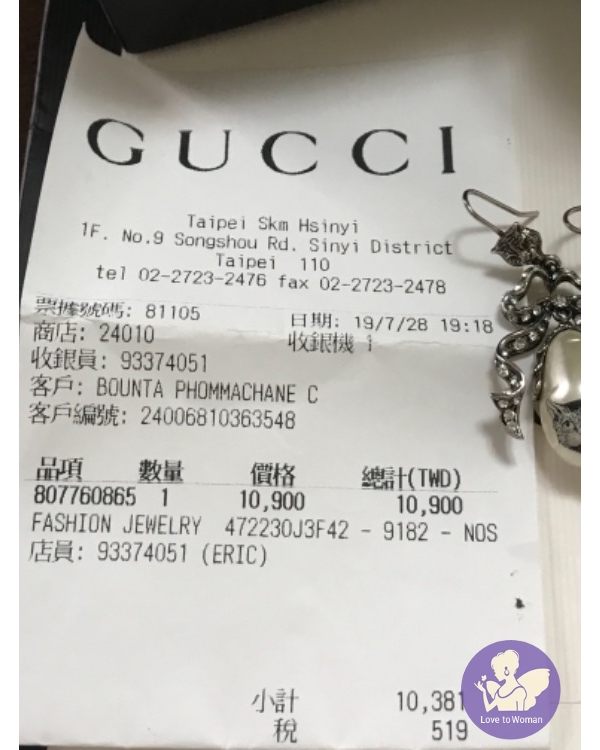 GUCCI
Taipei Skm Hsinyi
1F. No.9 Songshou Rd. Sinyi District
Taipei 110
tel 02-2723-2476 fax 02-2723-2478
票據號碼: 81105 日期: 19/7/28 19:18
商店: 24010 收銀機 1
收銀員: 93374051
客戶: BOUNTA PHOMMACHANE C
客戶編號: 24006810363548
品項 數量 價格 總計(TWD)
807760865 1 10,900 10,900
FASHION JEWELRY 472230J3F42 - 9182 - NOS
店員: 93374051 (ERIC)
小計 10,381
稅 519
Love to Woman